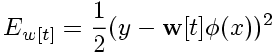 $E_{w[t]} = \frac{1}{2}(y - \mathbf{w}[t]\phi(x))^2$